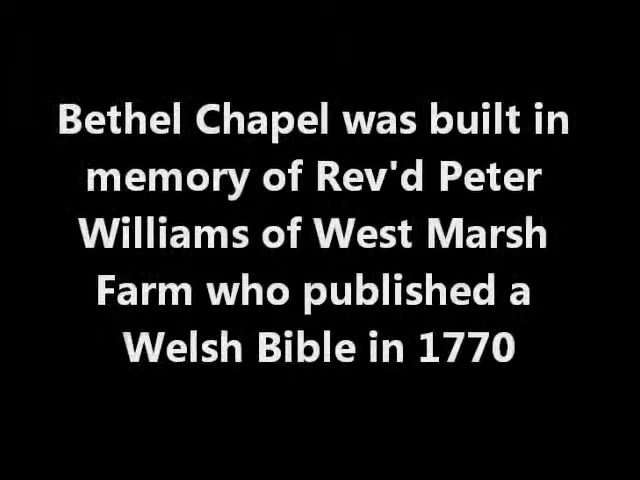 Bethel Chapel was built in
memory of Rev'd Peter
Williams of West Marsh
Farm who published a
Welsh Bible in 1770